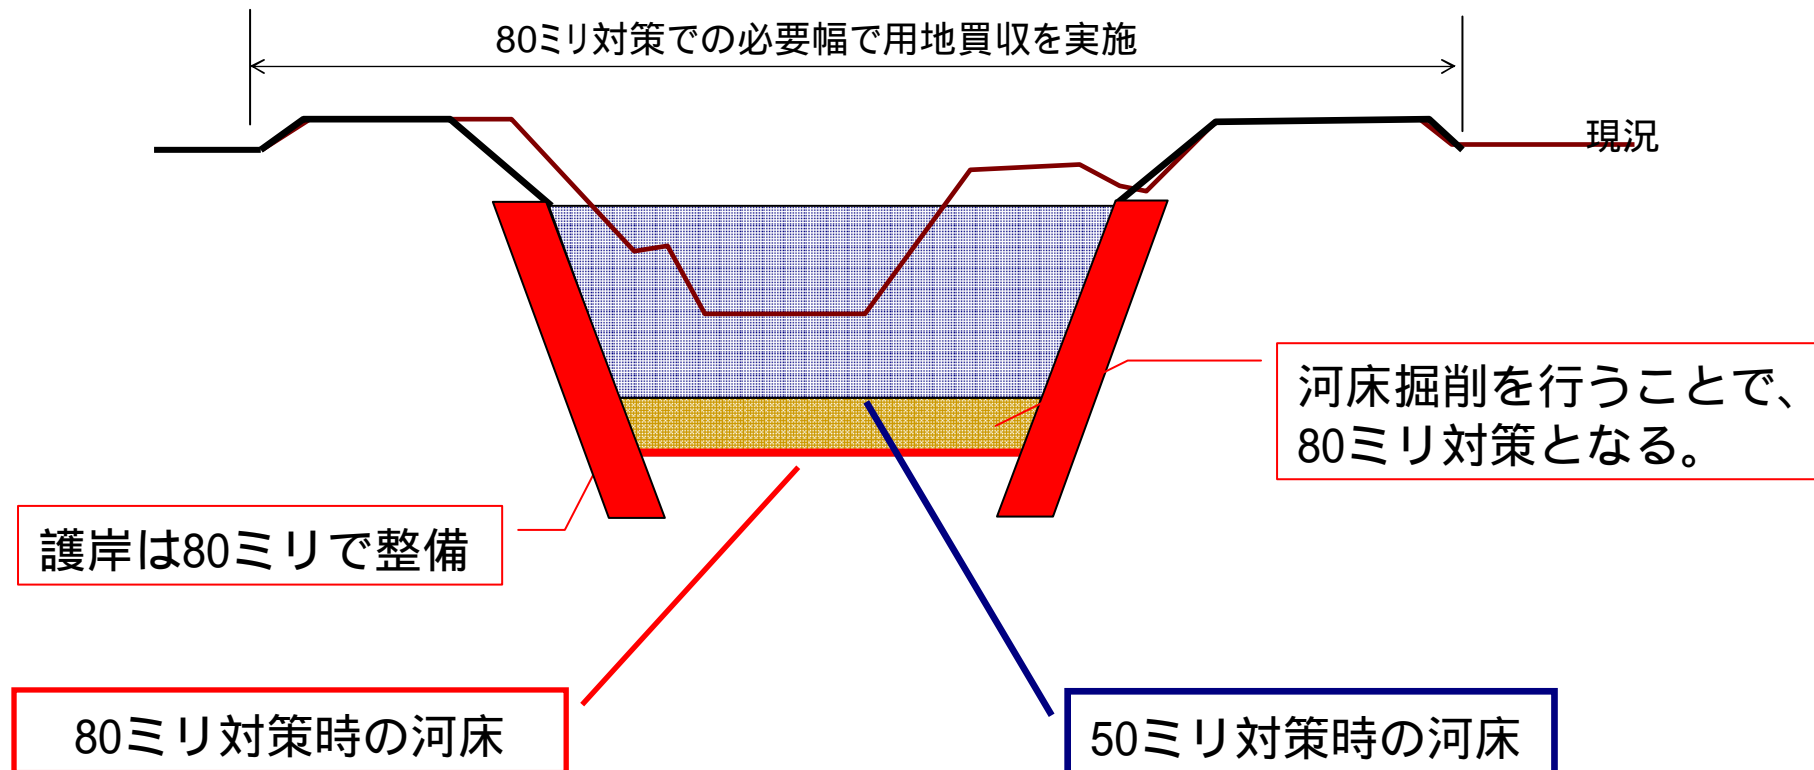 80ミリ対策での必要幅で用地買収を実施
現況
河床掘削を行うことで、
80ミリ対策となる。
護岸は80ミリで整備
80ミリ対策時の河床
50ミリ対策時の河床